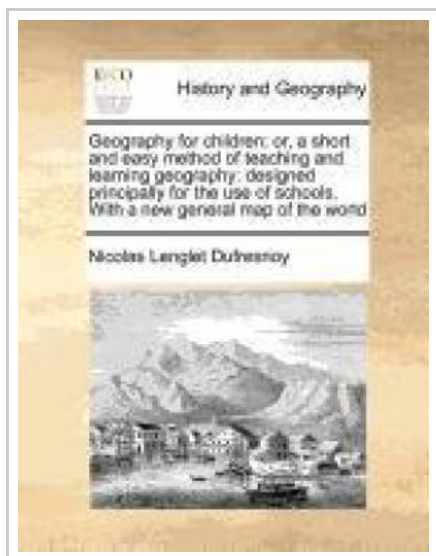 ECCO
History and Geography
Geography for children: or, a short
and easy method of teaching and
learning geography: designed
principally for the use of schools.
With a new general map of the world
Nicolas Lenglet Dufresnoy